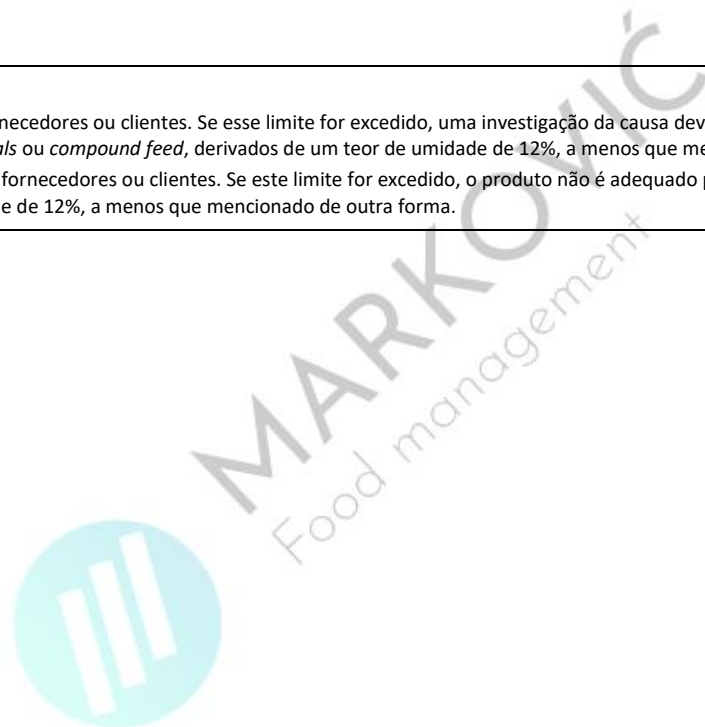 necedores ou clientes. Se esse limite for excedido, uma investigação da causa dev
als ou compound feed, derivados de um teor de umidade de 12%, a menos que me
fornecedores ou clientes. Se este limite for excedido, o produto não é adequado p
e de 12%, a menos que mencionado de outra forma.
MARKOVIĆ
Food management